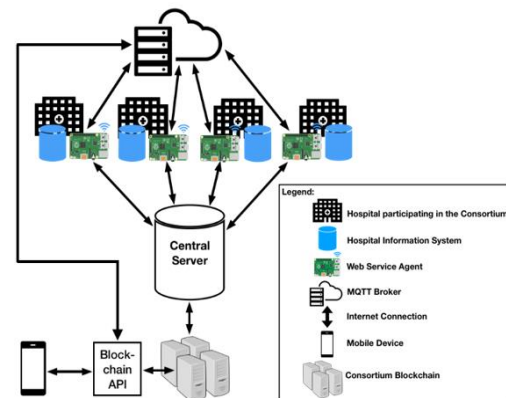 Central
Server
Block-
chain
API
Legend:
Hospital participating in the Consortium
Hospital Information System
Web Service Agent
MQTT Broker
Internet Connection
Mobile Device
Consortium Blockchain